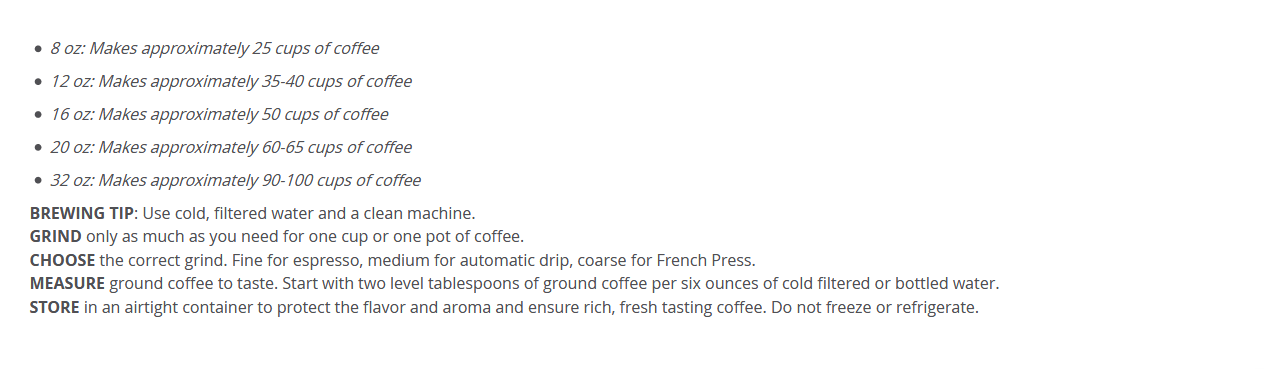 • 8 oz: Makes approximately 25 cups of coffee
• 12 oz: Makes approximately 35-40 cups of coffee
• 16 oz: Makes approximately 50 cups of coffee
• 20 oz: Makes approximately 60-65 cups of coffee
• 32 oz: Makes approximately 90-100 cups of coffee
BREWING TIP: Use cold, filtered water and a clean machine.
GRIND only as much as you need for one cup or one pot of coffee.
CHOOSE the correct grind. Fine for espresso, medium for automatic drip, coarse for French Press.
MEASURE ground coffee to taste. Start with two level tablespoons of ground coffee per six ounces of cold filtered or bottled water.
STORE in an airtight container to protect the flavor and aroma and ensure rich, fresh tasting coffee. Do not freeze or refrigerate.